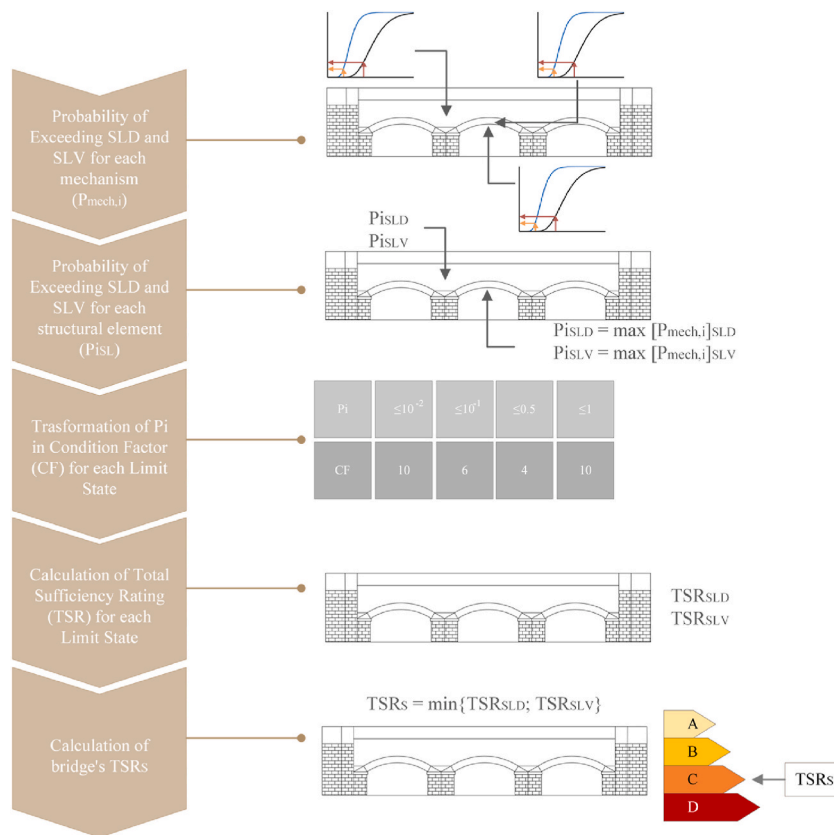 Probability of
Exceeding SLD and
SLV for each
mechanism
(Pmech,i)
Probability of
Exceeding SLD and
SLV for each
structural element
(PiSL)
PiSLD
PiSLV
PiSLD = max [Pmech,i]SLD
PiSLV = max [Pmech,i]SLV
Trasformation of Pi
in Condition Factor
(CF) for each Limit
State
Pi ≤10⁻² ≤10⁻¹ ≤0.5 ≤1
CF 10 6 4 10
Calculation of Total
Sufficiency Rating
(TSR) for each
Limit State
TSRSLD
TSRSLV
Calculation of
bridge's TSRs
TSRs = min{TSRSLD; TSRSLV}
A
B
C
D
TSRs